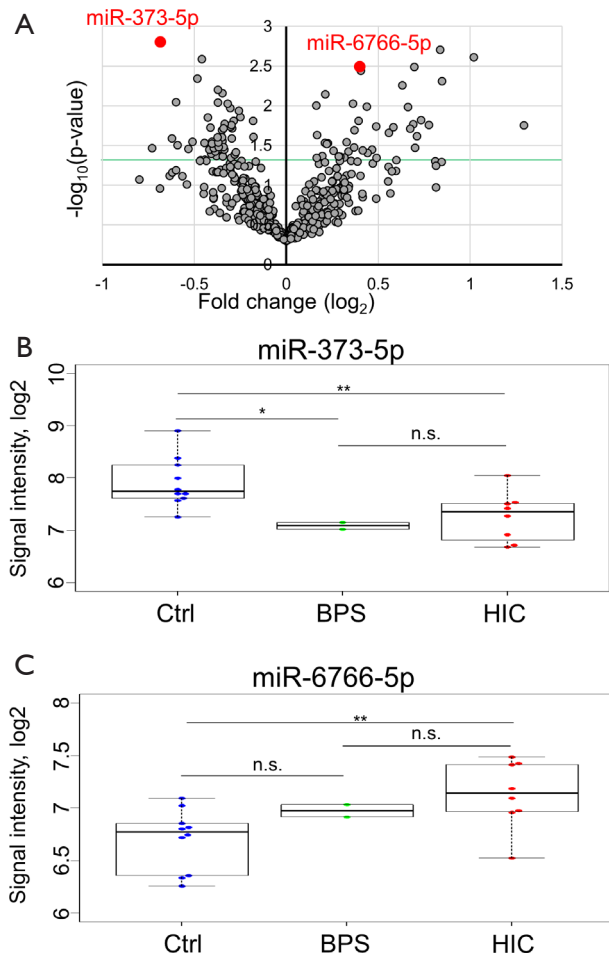 A
miR-373-5p
miR-6766-5p
-log10(p-value)
3
2.5
2
1.5
1
0.5
0
-1
-0.5
0
0.5
1
1.5
Fold change (log2)
B
miR-373-5p
Signal intensity, log2
10
9
8
7
6
**
*
n.s.
Ctrl
BPS
HIC
C
miR-6766-5p
Signal intensity, log2
8
7.5
7
6.5
6
**
n.s.
n.s.
Ctrl
BPS
HIC